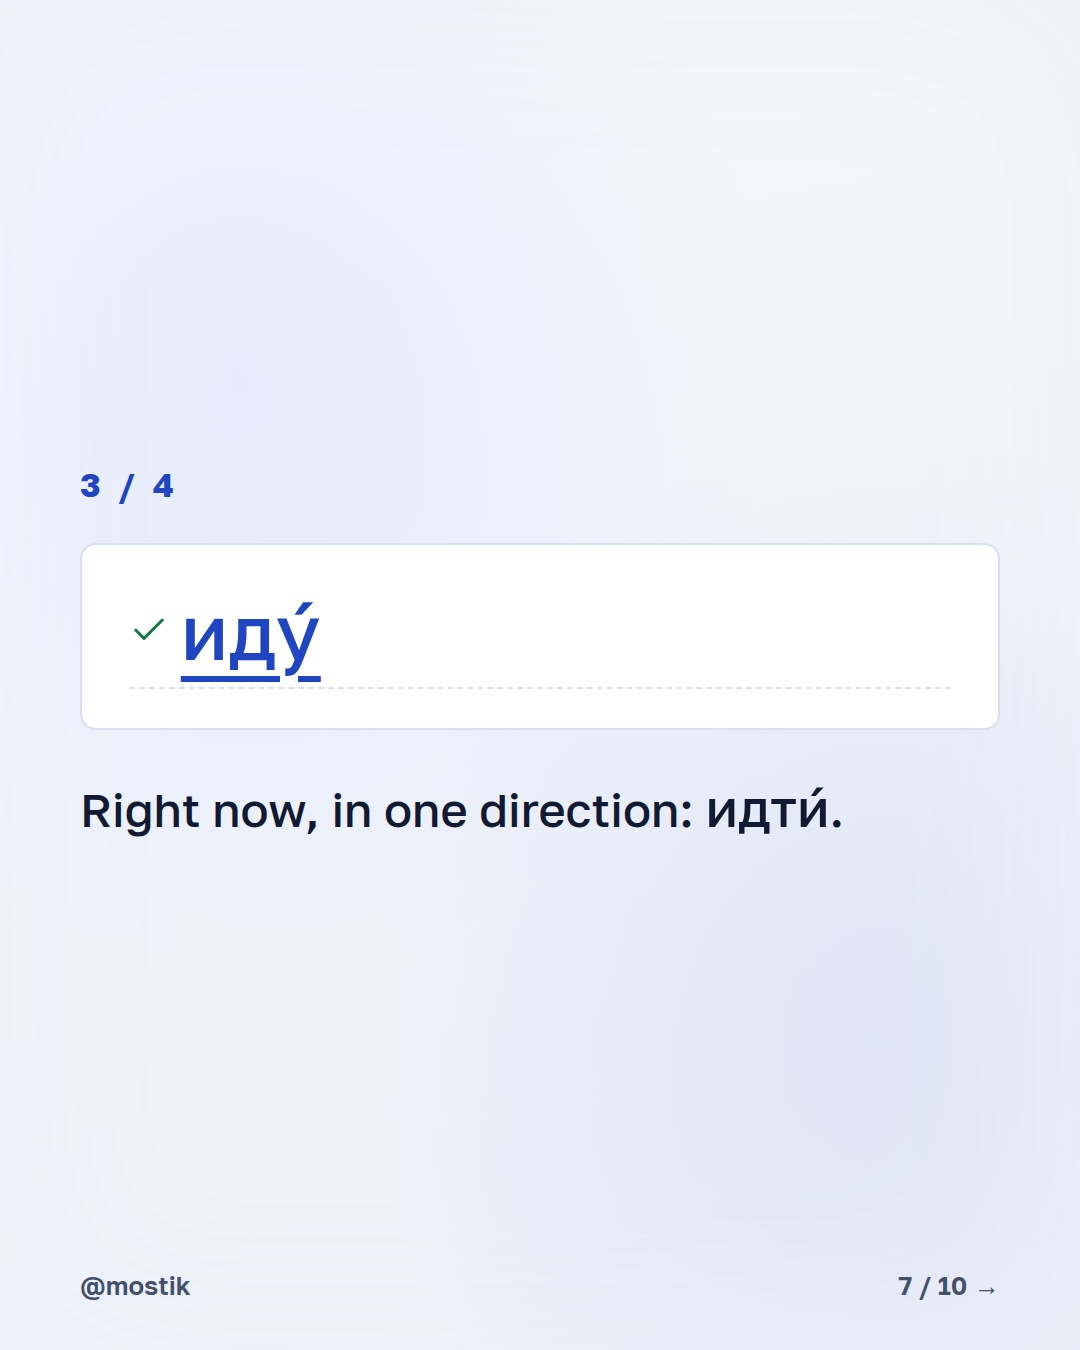 3 / 4
✓ иду́
Right now, in one direction: идти́.
@mostik
7 / 10 →